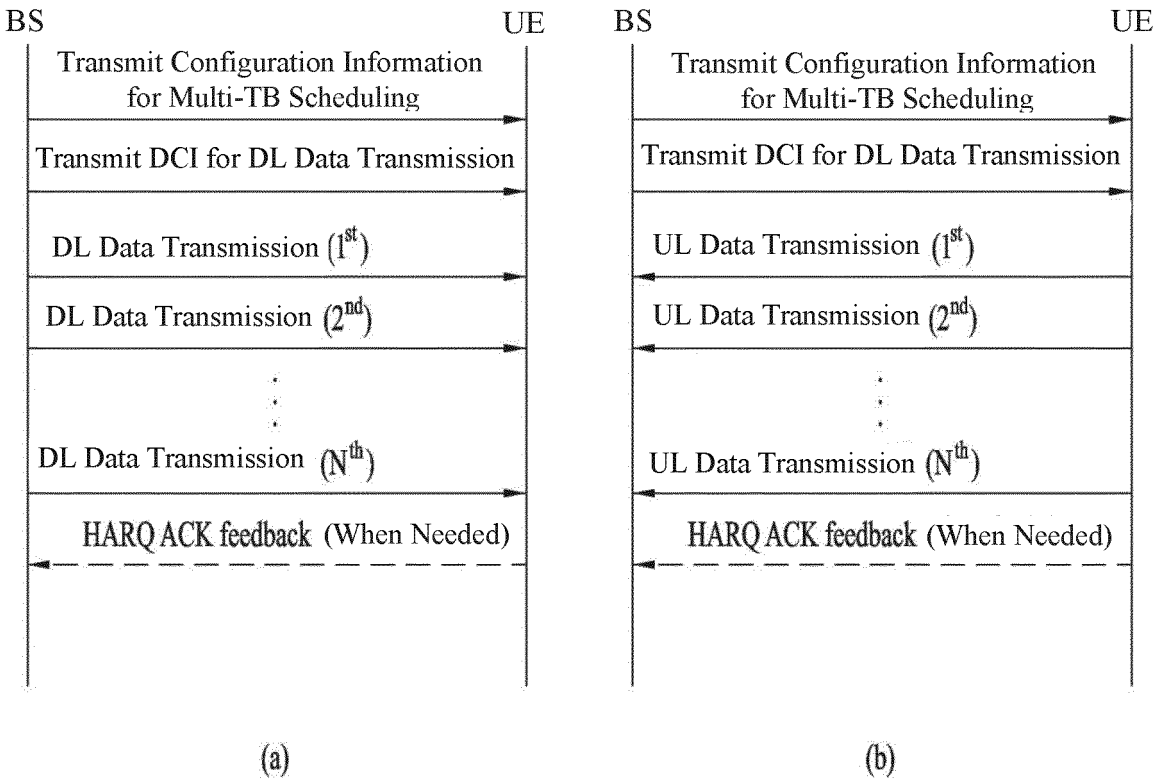 BS
UE
Transmit Configuration Information
for Multi-TB Scheduling
Transmit DCI for DL Data Transmission
DL Data Transmission (1st)
DL Data Transmission (2nd)
DL Data Transmission (Nth)
HARQ ACK feedback (When Needed)
(a)
BS
UE
Transmit Configuration Information
for Multi-TB Scheduling
Transmit DCI for DL Data Transmission
UL Data Transmission (1st)
UL Data Transmission (2nd)
UL Data Transmission (Nth)
HARQ ACK feedback (When Needed)
(b)